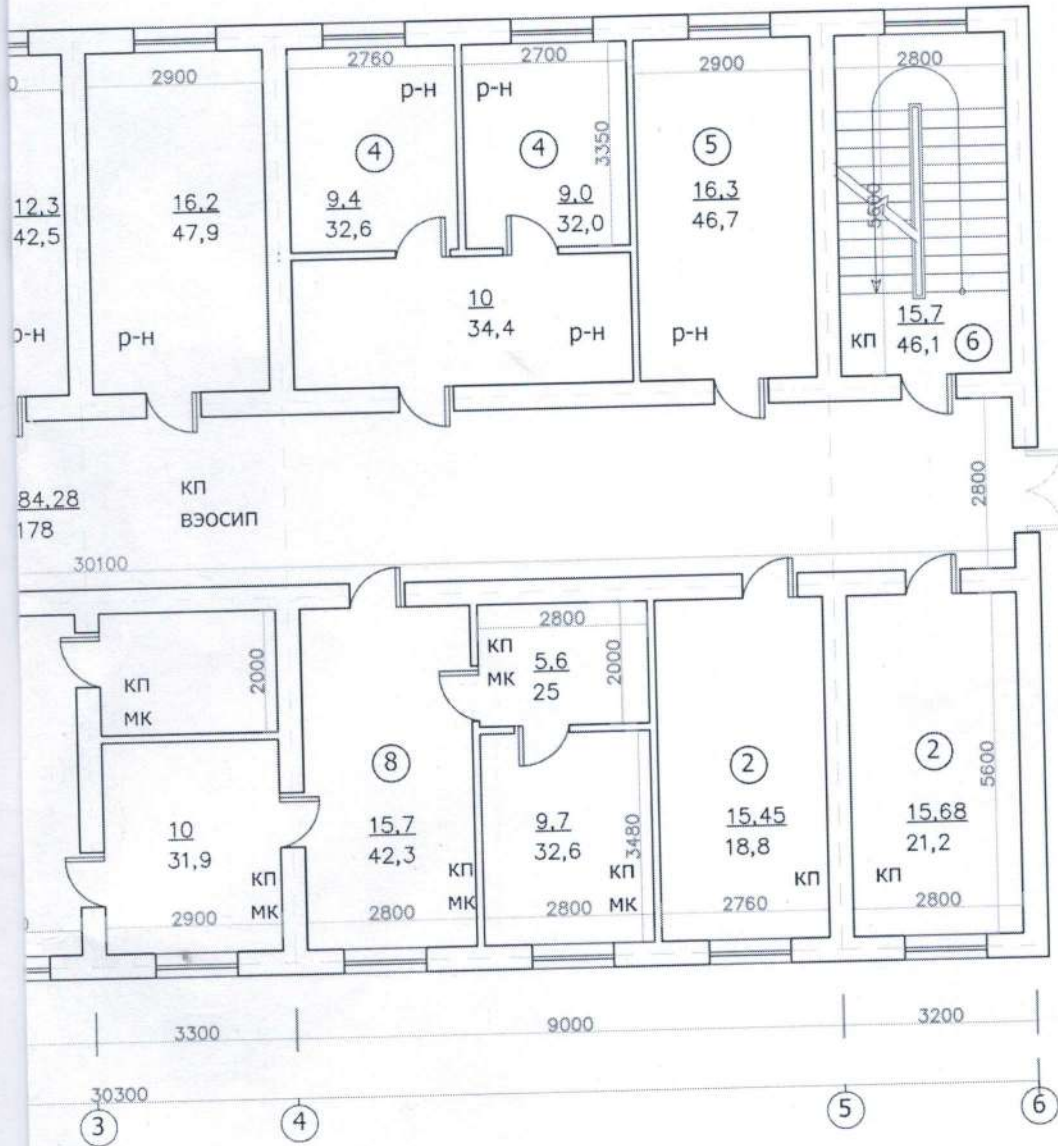 2900
2760
2700
2900
2800
р-н
р-н
4
4
5
3350
5600
12,3
42,5
16,2
47,9
9,4
32,6
9,0
32,0
16,3
46,7
р-н
р-н
10
34,4
р-н
р-н
15,7
46,1
кп
6
84,28
178
кп
вэосип
2800
30100
кп
мк
2000
2800
кп
мк
5,6
25
2000
8
2
2
10
31,9
15,7
42,3
9,7
32,6
3480
15,45
18,8
15,68
21,2
5600
кп
мк
кп
мк
кп
мк
кп
кп
2900
2800
2800
2760
2800
3300
9000
3200
30300
3
4
5
6